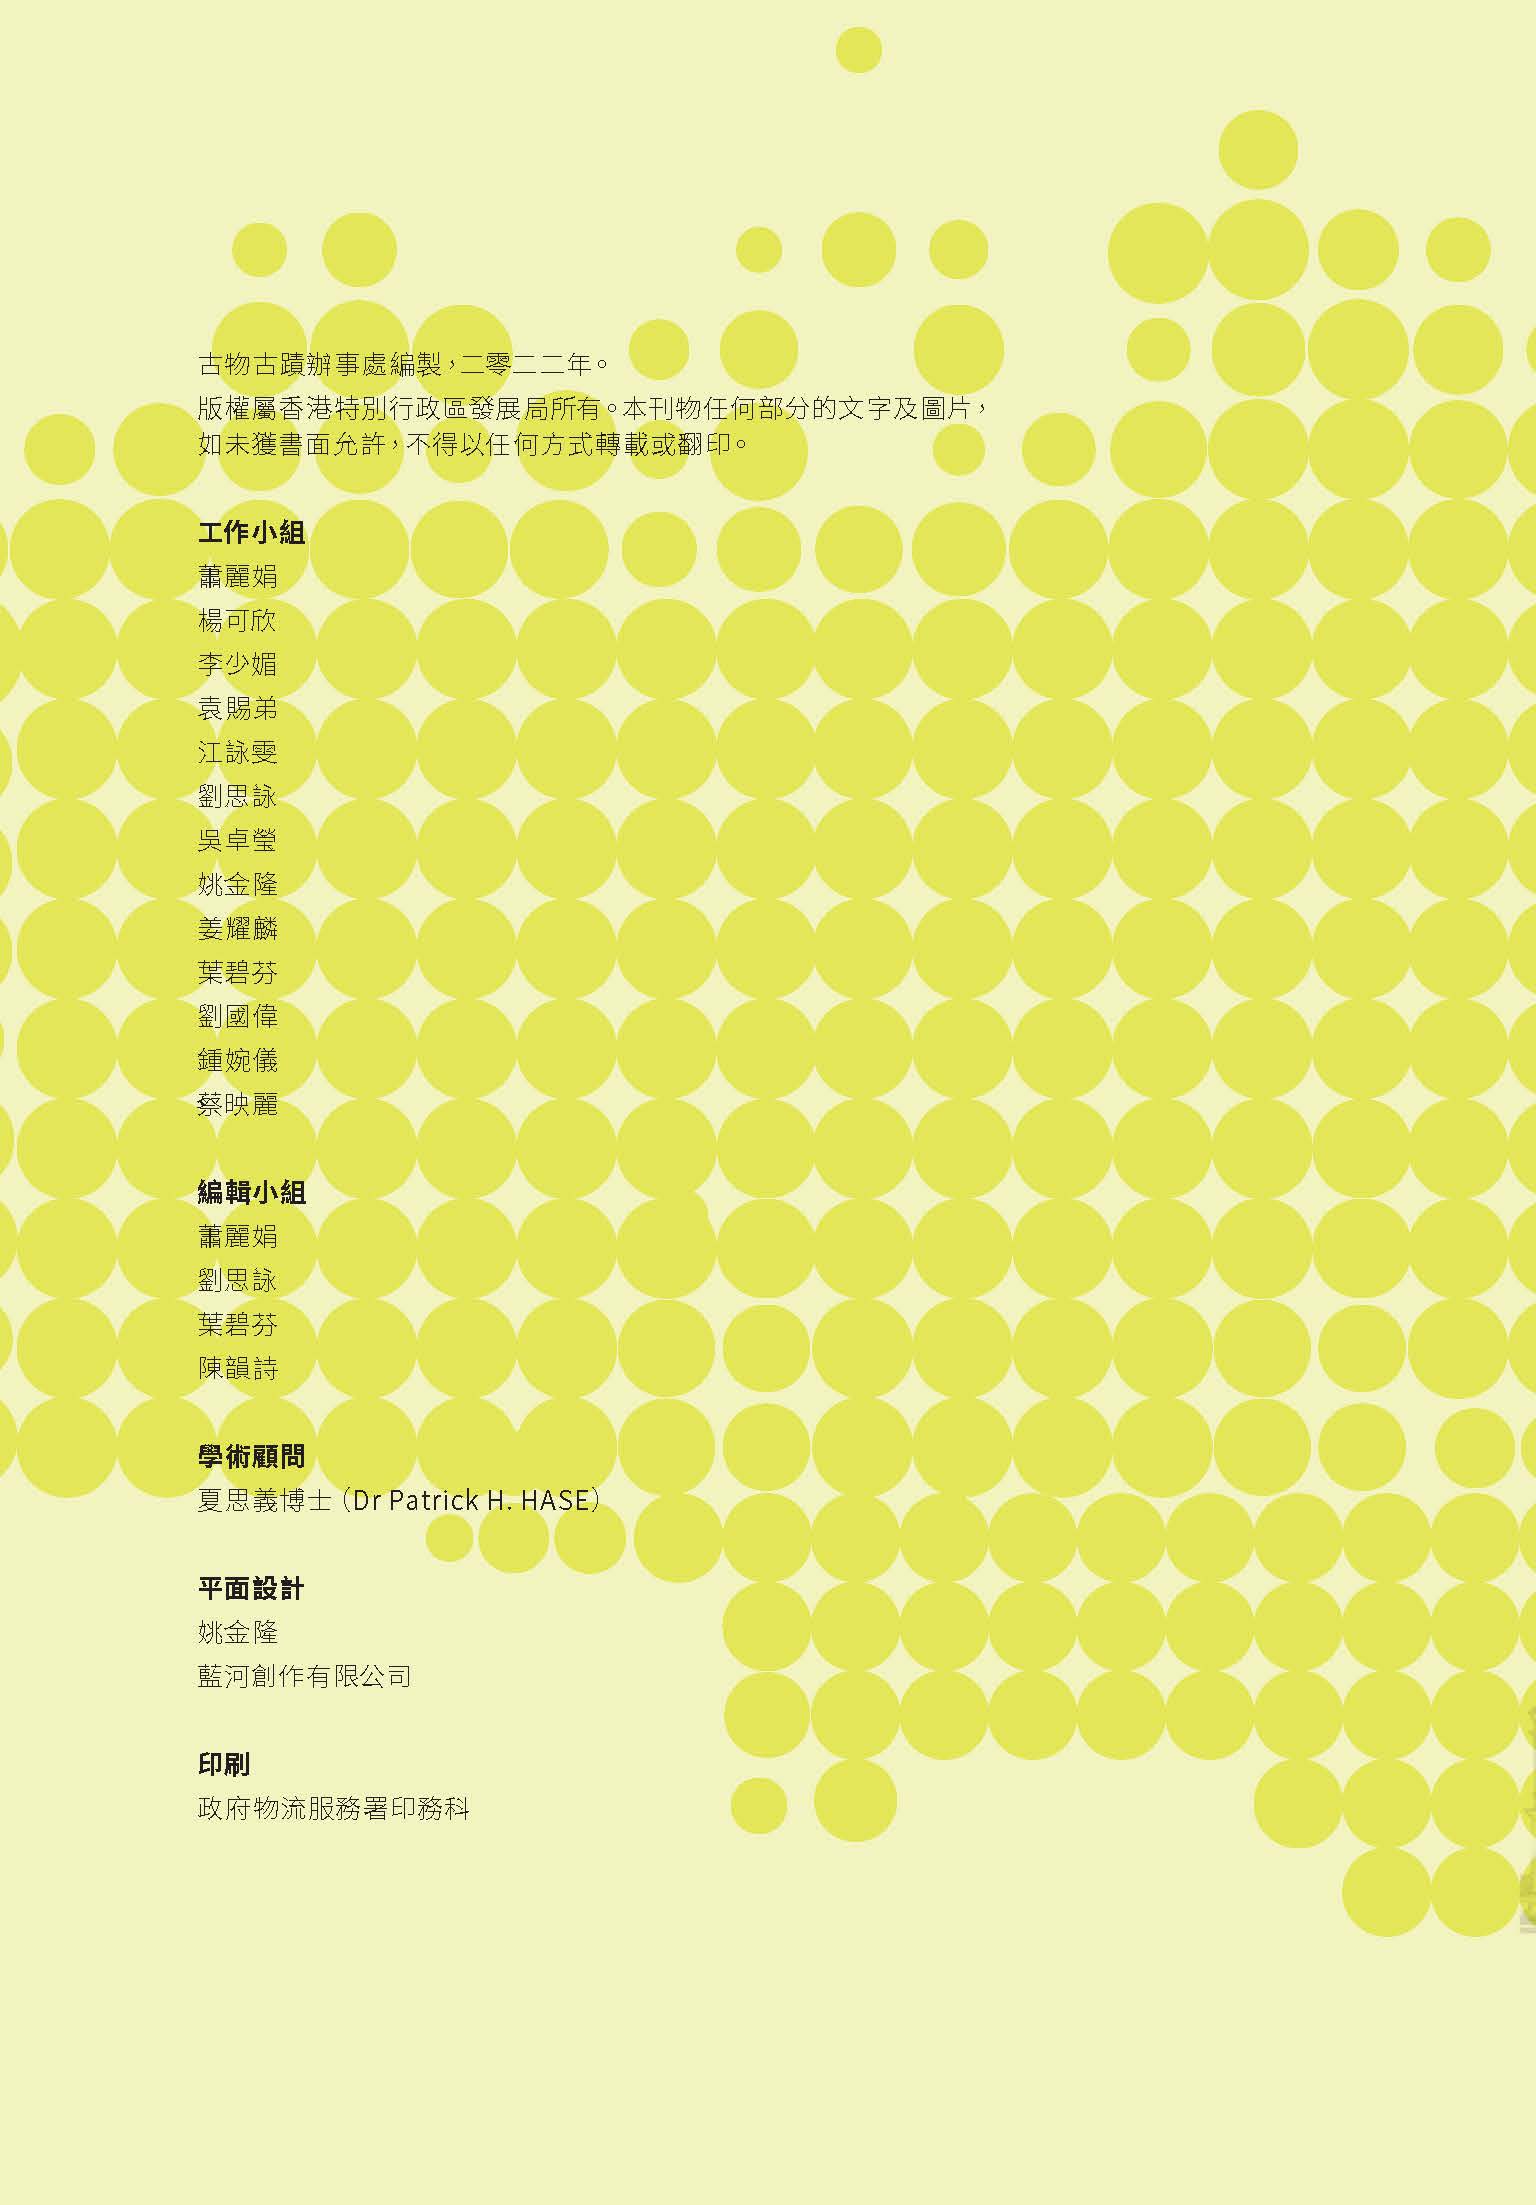 古物古蹟辦事處編製，二零二二年。
版權屬香港特別行政區發展局所有。本刊物任何部分的文字及圖片，
如未獲書面允許，不得以任何方式轉載或翻印。
工作小組
蕭麗娟
楊可欣
李少媚
袁賜弟
江詠雯
劉思詠
吳卓瑩
姚金隆
姜耀麟
葉碧芬
劉國偉
鍾婉儀
蔡映麗
編輯小組
蕭麗娟
劉思詠
葉碧芬
陳韻詩
學術顧問
夏思義博士（Dr Patrick H. HASE）
平面設計
姚金隆
藍河創作有限公司
印刷
政府物流服務署印務科